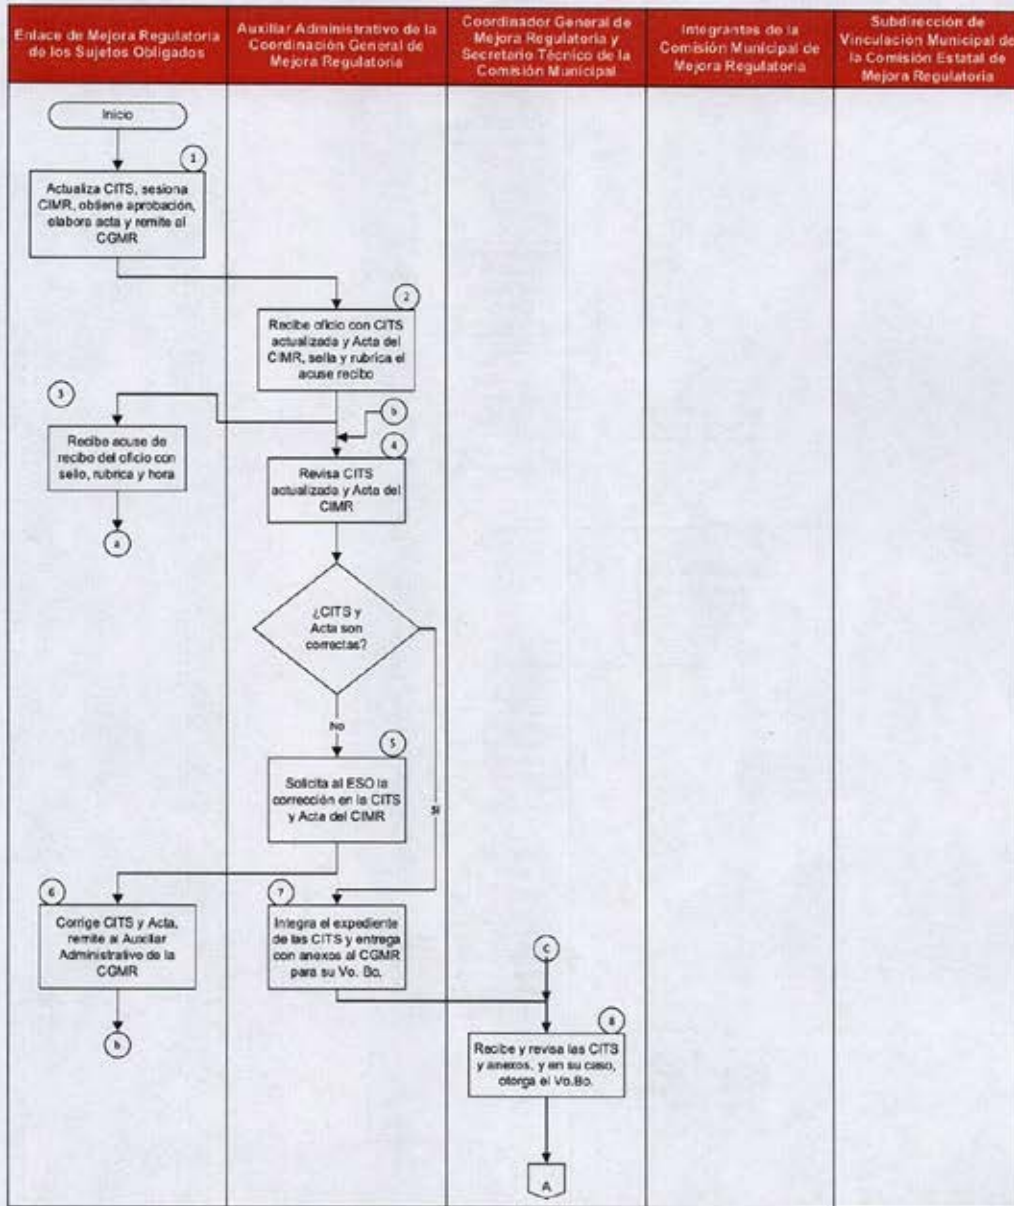 Enlace de Mejora Regulatoria
de los Sujetos Obligados
Auxiliar Administrativo de la
Coordinación General de
Mejora Regulatoria
Coordinador General de
Mejora Regulatoria y
Secretario Técnico de la
Comisión Municipal
Integrantes de la
Comisión Municipal de
Mejora Regulatoria
Subdirección de
Vinculación Municipal de
la Comisión Estatal de
Mejora Regulatoria
Inicio
1
Actualiza CITS, sesiona
CIMR, obtiene aprobación,
elabora acta y remite al
CGMR
2
Recibe oficio con CITS
actualizada y Acta del
CIMR, sella y rubrica el
acuse recibo
3
Recibe acuse de
recibo del oficio con
sello, rubrica y hora
a
b
4
Revisa CITS
actualizada y Acta del
CIMR
¿CITS y
Acta son
correctas?
No
SI
5
Solicita al ESO la
corrección en la CITS
y Acta del CIMR
6
Corrige CITS y Acta,
remite al Auxiliar
Administrativo de la
CGMR
b
7
Integra el expediente
de las CITS y entrega
con anexos al CGMR
para su Vo. Bo.
C
8
Recibe y revisa las CITS
y anexos, y en su caso,
otorga el Vo.Bo.
A